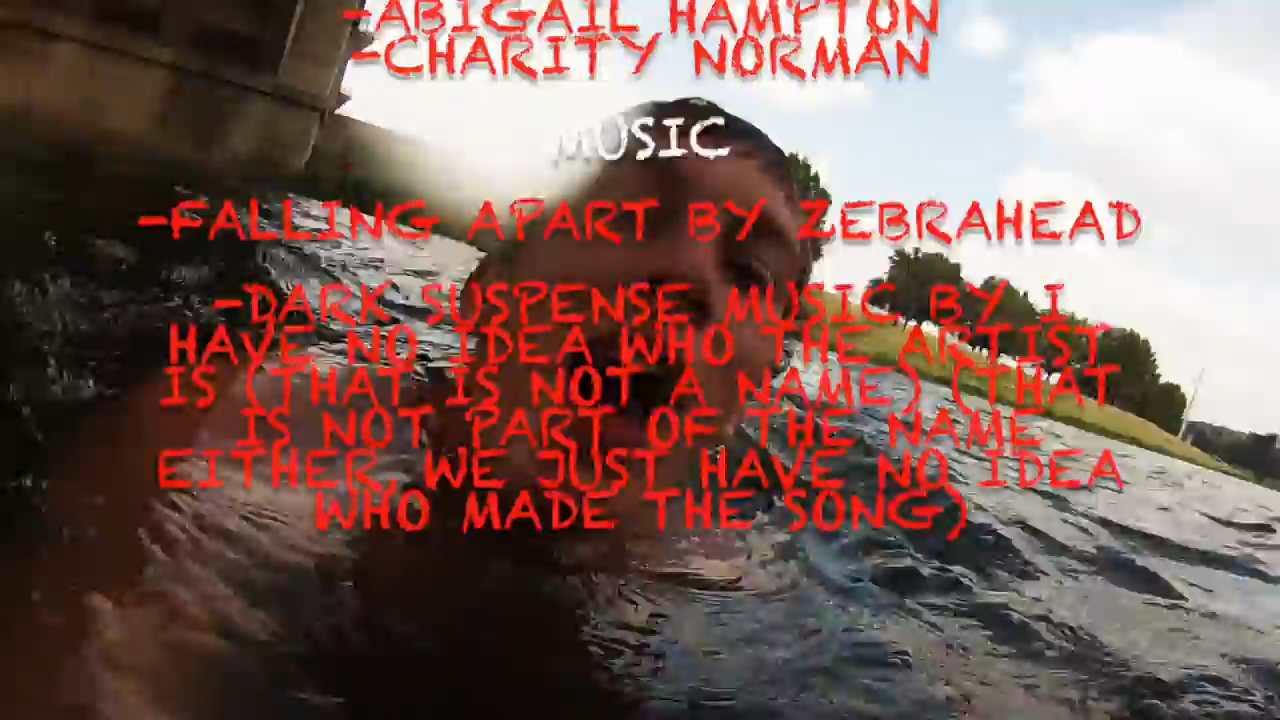 -ABIGAIL HAMPTON
-CHARITY NORMAN
MUSIC
-FALLING APART BY ZEBRAHEAD
-DARK SUSPENSE MUSIC BY I
HAVE NO IDEA WHO THE ARTIST
IS (THAT IS NOT A NAME) (THAT
IS NOT PART OF THE NAME
EITHER, WE JUST HAVE NO IDEA
WHO MADE THE SONG)